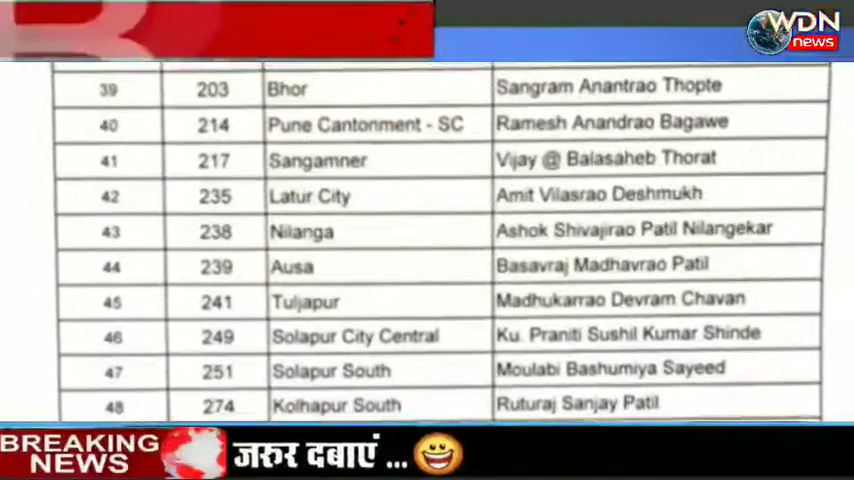 WDN
news
39 203 Bhor Sangram Anantrao Thopte
40 214 Pune Cantonment - SC Ramesh Anandrao Bagawe
41 217 Sangamner Vijay @ Balasaheb Thorat
42 235 Latur City Amit Vilasrao Deshmukh
43 238 Nilanga Ashok Shivajirao Patil Nilangekar
44 239 Ausa Basavraj Madhavrao Patil
45 241 Tuljapur Madhukarrao Devram Chavan
46 249 Solapur City Central Ku. Praniti Sushil Kumar Shinde
47 251 Solapur South Moulabi Bashumiya Sayeed
48 274 Kolhapur South Ruturaj Sanjay Patil
BREAKING
NEWS
जरुर दबाएं ...